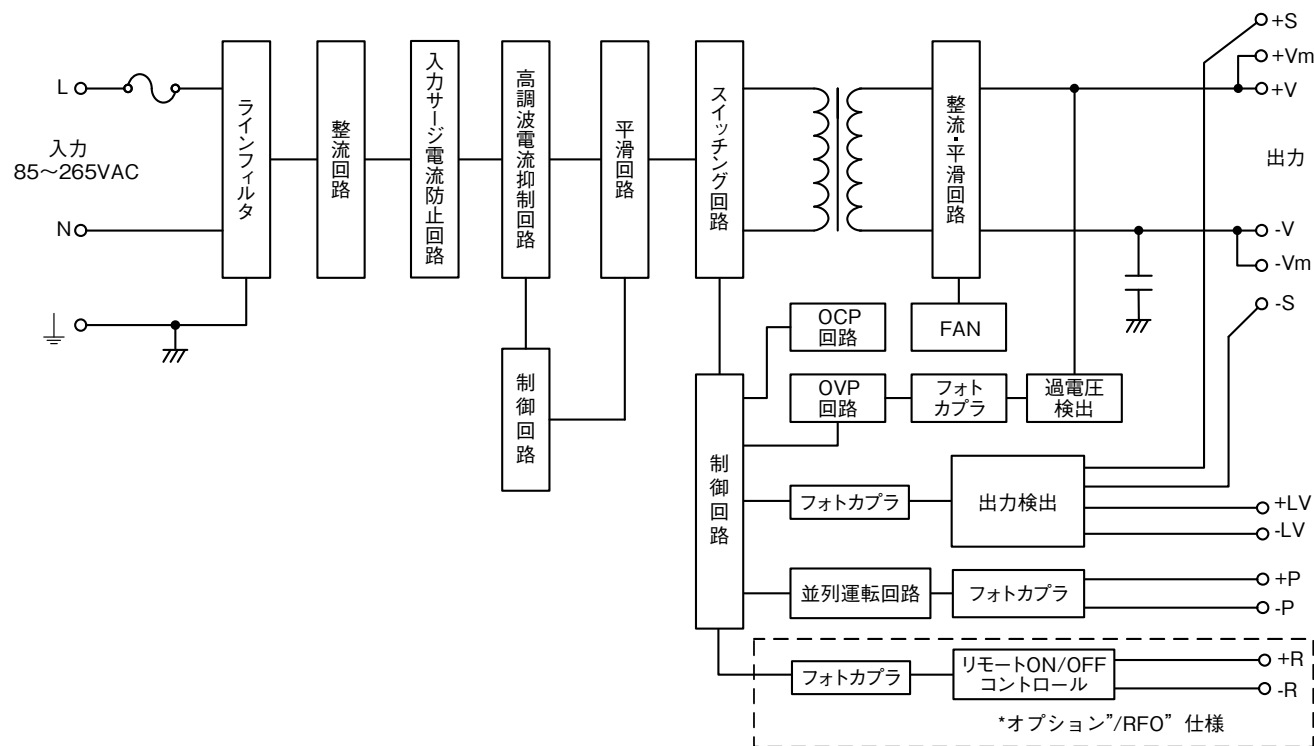 +S
+Vm
+V
L
入力
85～265VAC
N
ラインフィルタ
整流回路
入力サージ電流防止回路
高調波電流抑制回路
平滑回路
スイッチング回路
整流・平滑回路
出力
-V
-Vm
-S
OCP
回路
FAN
制御回路
OVP
回路
フォト
カプラ
過電圧
検出
制御回路
フォトカプラ
出力検出
+LV
-LV
並列運転回路
フォトカプラ
+P
-P
フォトカプラ
リモートON/OFF
コントロール
+R
-R
*オプション”/RFO” 仕様